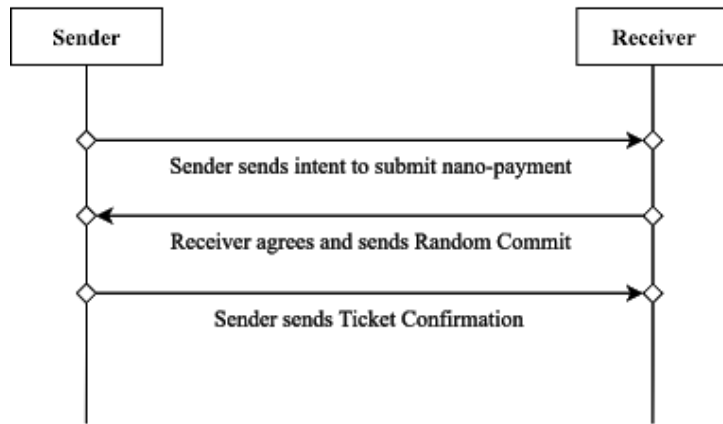 Sender
Receiver
Sender sends intent to submit nano-payment
Receiver agrees and sends Random Commit
Sender sends Ticket Confirmation